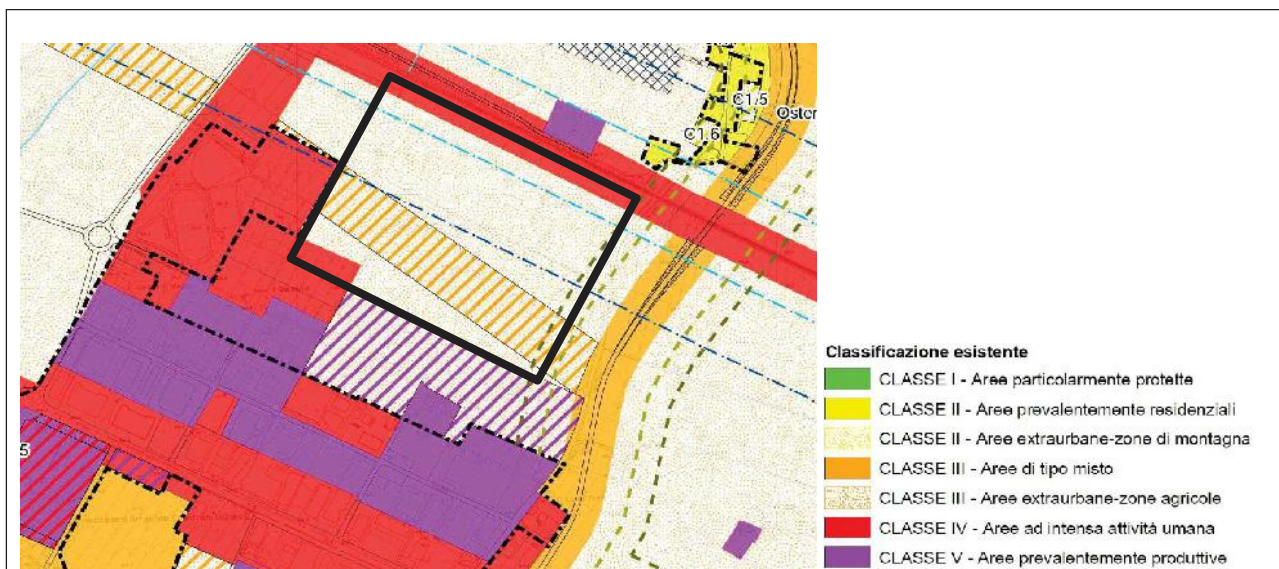 C1.5
Oster
C1.6
5
Classificazione esistente
CLASSE I - Aree particolarmente protette
CLASSE II - Aree prevalentemente residenziali
CLASSE II - Aree extraurbane-zone di montagna
CLASSE III - Aree di tipo misto
CLASSE III - Aree extraurbane-zone agricole
CLASSE IV - Aree ad intensa attività umana
CLASSE V - Aree prevalentemente produttive